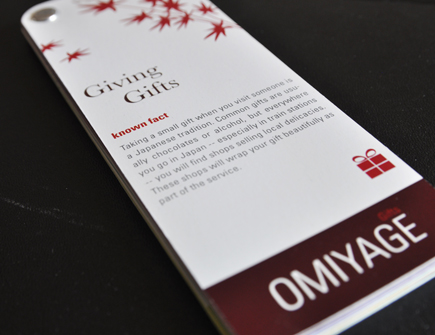 Giving
Gifts
known fact
Taking a small gift when you visit someone is
a Japanese tradition. Common gifts are usu-
ally chocolates or alcohol, but everywhere
you go in Japan -- especially in train stations
-- you will find shops selling local delicacies.
These shops will wrap your gift beautifully as
part of the service.
OMIYAGE